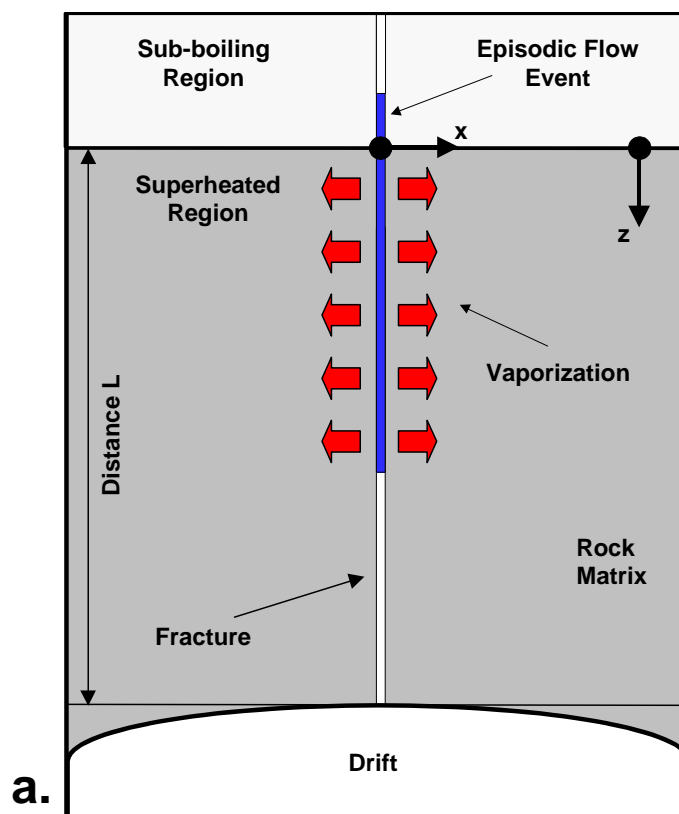 Sub-boiling
Region
Episodic Flow
Event
x
Superheated
Region
z
Vaporization
Distance L
Rock
Matrix
Fracture
Drift
a.